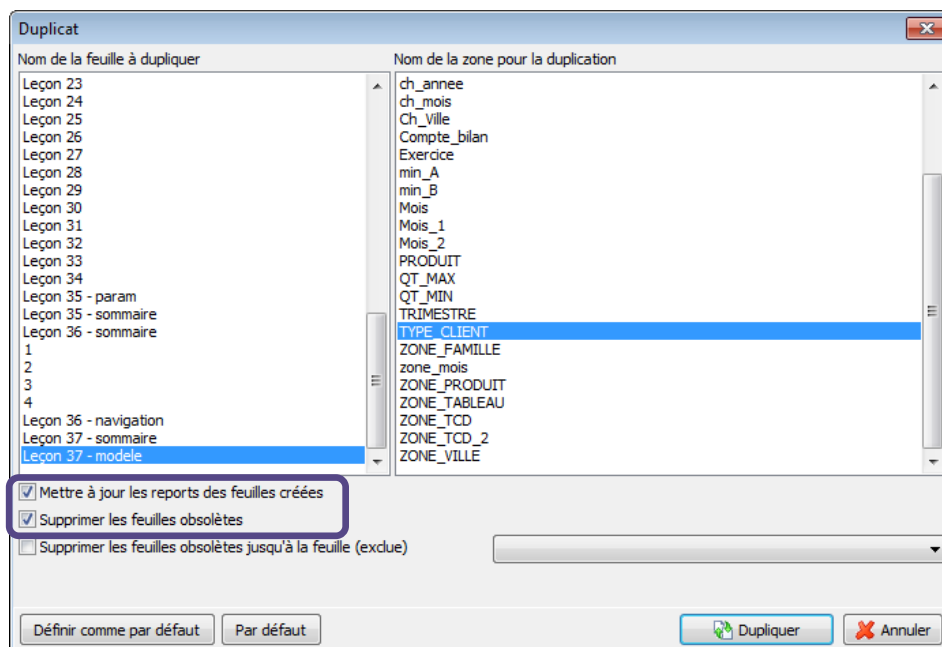 Duplicat
Nom de la feuille à dupliquer
Leçon 23
Leçon 24
Leçon 25
Leçon 26
Leçon 27
Leçon 28
Leçon 29
Leçon 30
Leçon 31
Leçon 32
Leçon 33
Leçon 34
Leçon 35 - param
Leçon 35 - sommaire
Leçon 36 - sommaire
1
2
3
4
Leçon 36 - navigation
Leçon 37 - sommaire
Leçon 37 - modele
Nom de la zone pour la duplication
ch_annee
ch_mois
Ch_Ville
Compte_bilan
Exercice
min_A
min_B
Mois
Mois_1
Mois_2
PRODUIT
QT_MAX
QT_MIN
TRIMESTRE
TYPE_CLIENT
ZONE_FAMILLE
zone_mois
ZONE_PRODUIT
ZONE_TABLEAU
ZONE_TCD
ZONE_TCD_2
ZONE_VILLE
Mettre à jour les reports des feuilles créées
Supprimer les feuilles obsolètes
Supprimer les feuilles obsolètes jusqu'à la feuille (exclue)
Définir comme par défaut
Par défaut
Dupliquer
Annuler